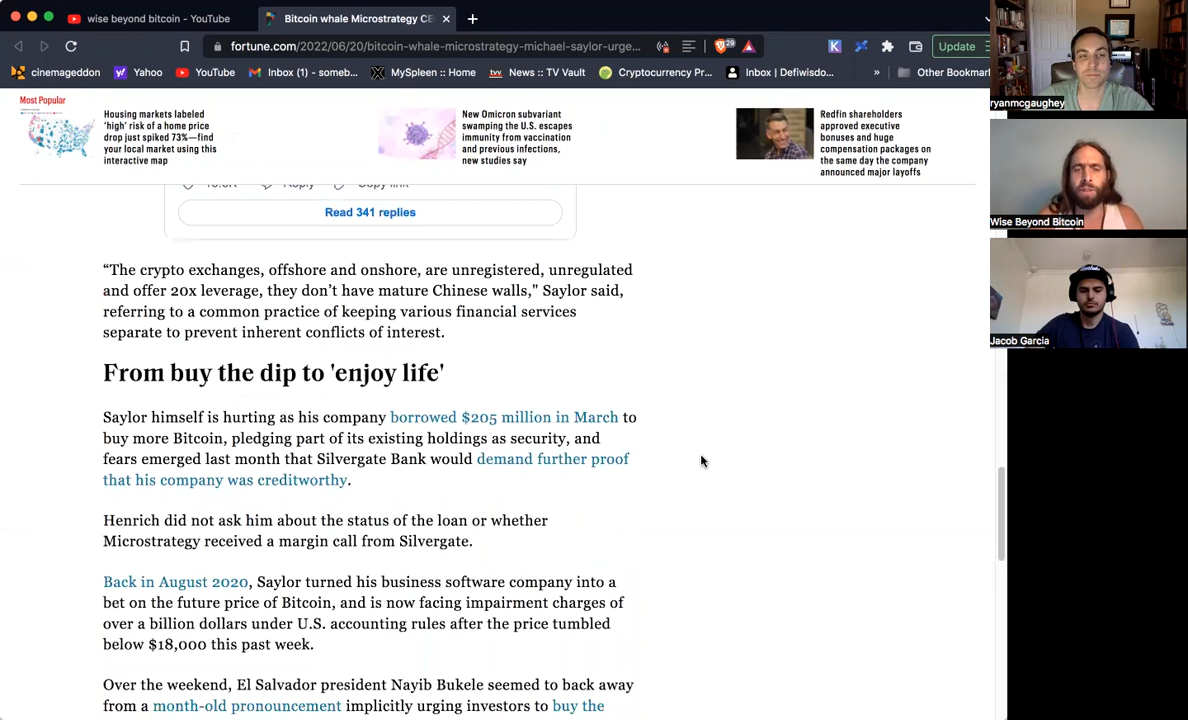 wise beyond bitcoin - YouTube
Bitcoin whale Microstrategy CE
fortune.com/2022/06/20/bitcoin-whale-microstrategy-michael-saylor-urge...
29
K
Update
cinemageddon
Yahoo
YouTube
Inbox (1) - someb...
MySpleen :: Home
News :: TV Vault
Cryptocurrency Pr...
Inbox | Defiwisdo...
»
Other Bookmar
Most Popular
Housing markets labeled
'high' risk of a home price
drop just spiked 73%—find
your local market using this
interactive map
New Omicron subvariant
swamping the U.S. escapes
immunity from vaccination
and previous infections,
new studies say
Redfin shareholders
approved executive
bonuses and huge
compensation packages on
the same day the company
announced major layoffs
Reply
Copy link
Read 341 replies
“The crypto exchanges, offshore and onshore, are unregistered, unregulated
and offer 20x leverage, they don’t have mature Chinese walls," Saylor said,
referring to a common practice of keeping various financial services
separate to prevent inherent conflicts of interest.
From buy the dip to 'enjoy life'
Saylor himself is hurting as his company borrowed $205 million in March to
buy more Bitcoin, pledging part of its existing holdings as security, and
fears emerged last month that Silvergate Bank would demand further proof
that his company was creditworthy.
Henrich did not ask him about the status of the loan or whether
Microstrategy received a margin call from Silvergate.
Back in August 2020, Saylor turned his business software company into a
bet on the future price of Bitcoin, and is now facing impairment charges of
over a billion dollars under U.S. accounting rules after the price tumbled
below $18,000 this past week.
Over the weekend, El Salvador president Nayib Bukele seemed to back away
from a month-old pronouncement implicitly urging investors to buy the
ryanmcgaughey
Wise Beyond Bitcoin
Jacob Garcia